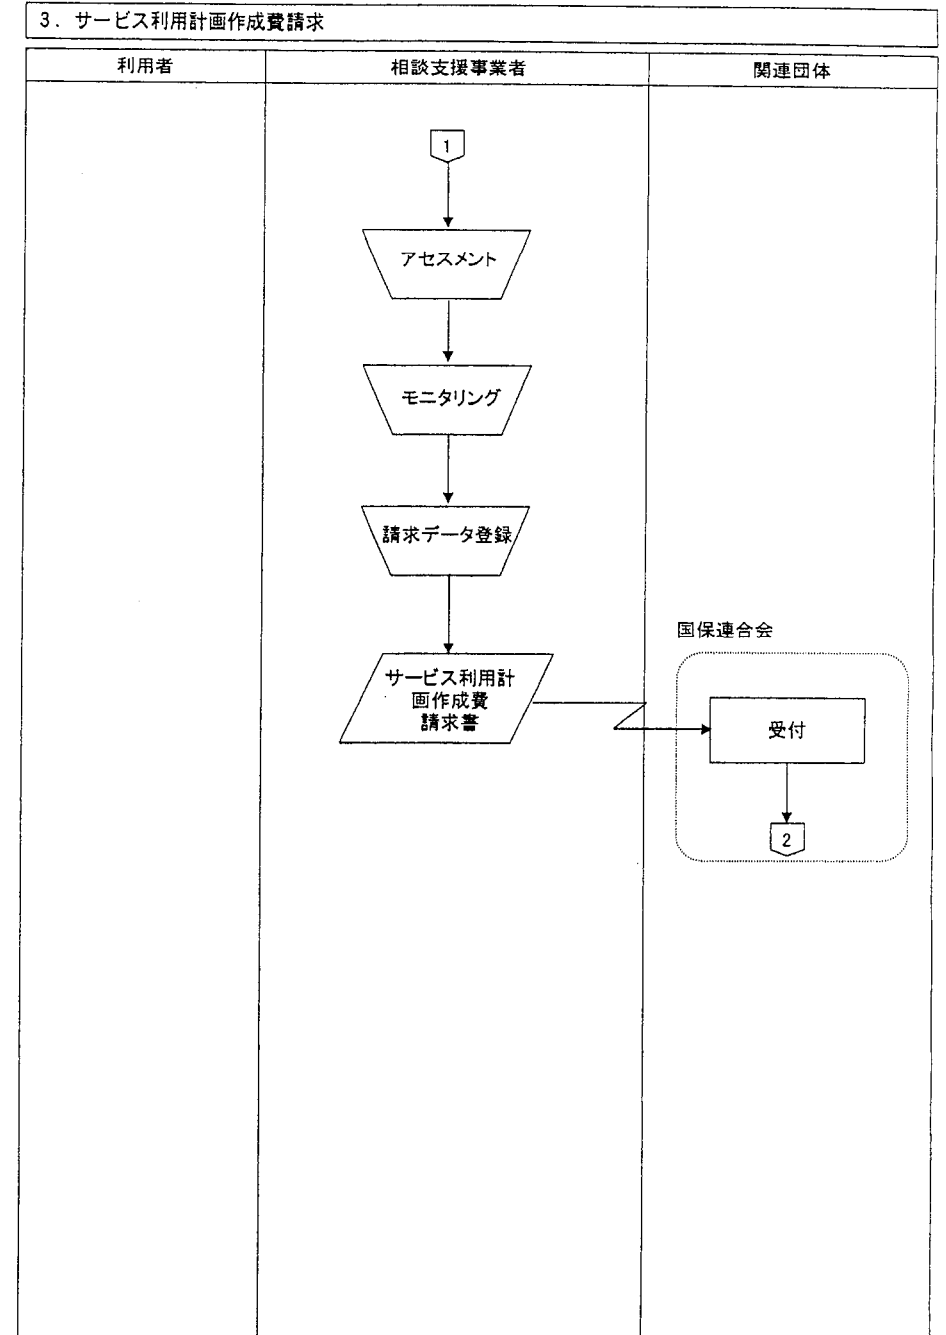 3．サービス利用計画作成費請求
利用者
相談支援事業者
関連団体
1
アセスメント
モニタリング
請求データ登録
サービス利用計
画作成費
請求書
国保連合会
受付
2